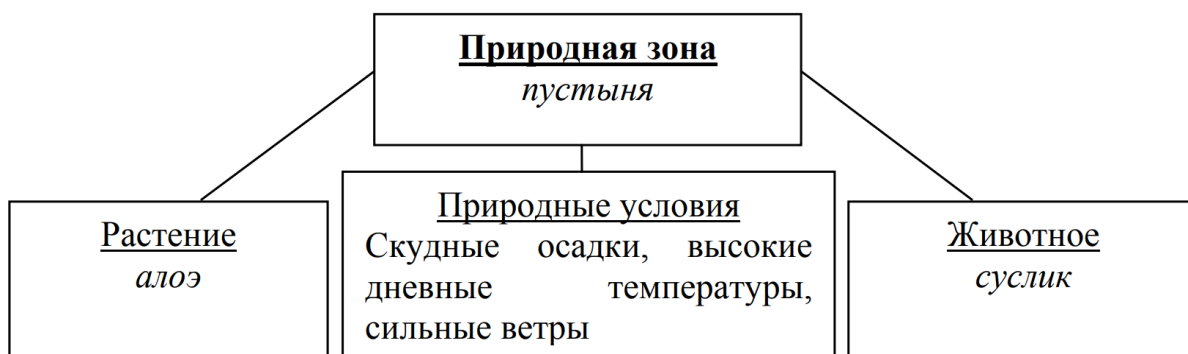 Природная зона
пустыня
Растение
алоэ
Природные условия
Скудные осадки, высокие
дневные температуры,
сильные ветры
Животное
суслик